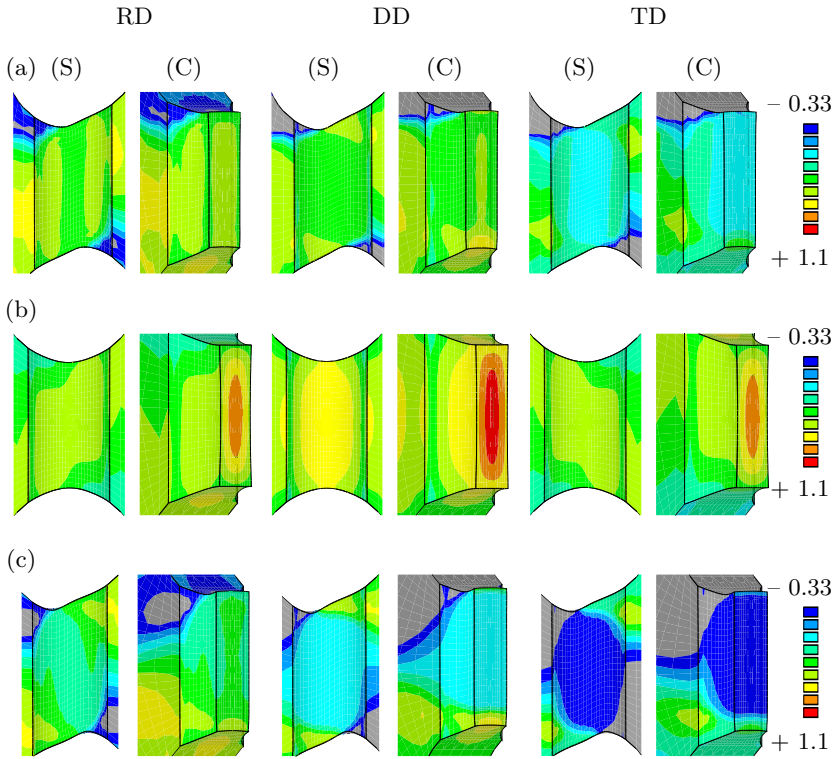 RD DD TD
(a) (S) (C) (S) (C) (S) (C)
− 0.33
+ 1.1
(b)
− 0.33
+ 1.1
(c)
− 0.33
+ 1.1